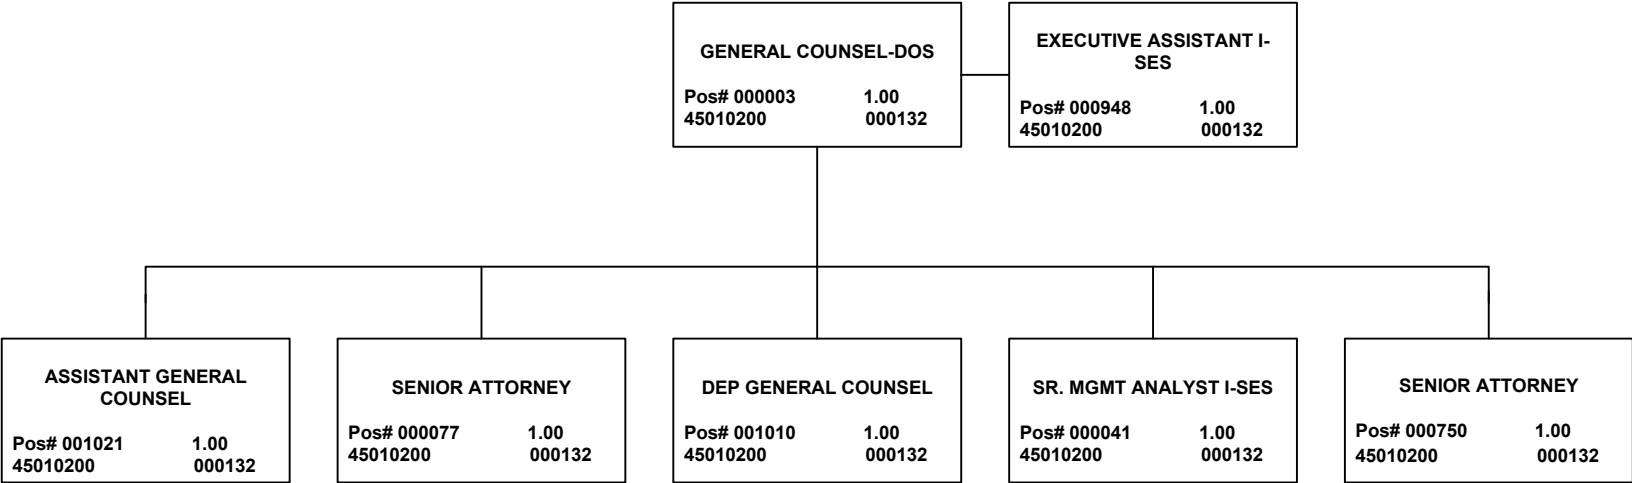 GENERAL COUNSEL-DOS
Pos# 000003 1.00
45010200 000132
EXECUTIVE ASSISTANT I-
SES
Pos# 000948 1.00
45010200 000132
ASSISTANT GENERAL
COUNSEL
Pos# 001021 1.00
45010200 000132
SENIOR ATTORNEY
Pos# 000077 1.00
45010200 000132
DEP GENERAL COUNSEL
Pos# 001010 1.00
45010200 000132
SR. MGMT ANALYST I-SES
Pos# 000041 1.00
45010200 000132
SENIOR ATTORNEY
Pos# 000750 1.00
45010200 000132